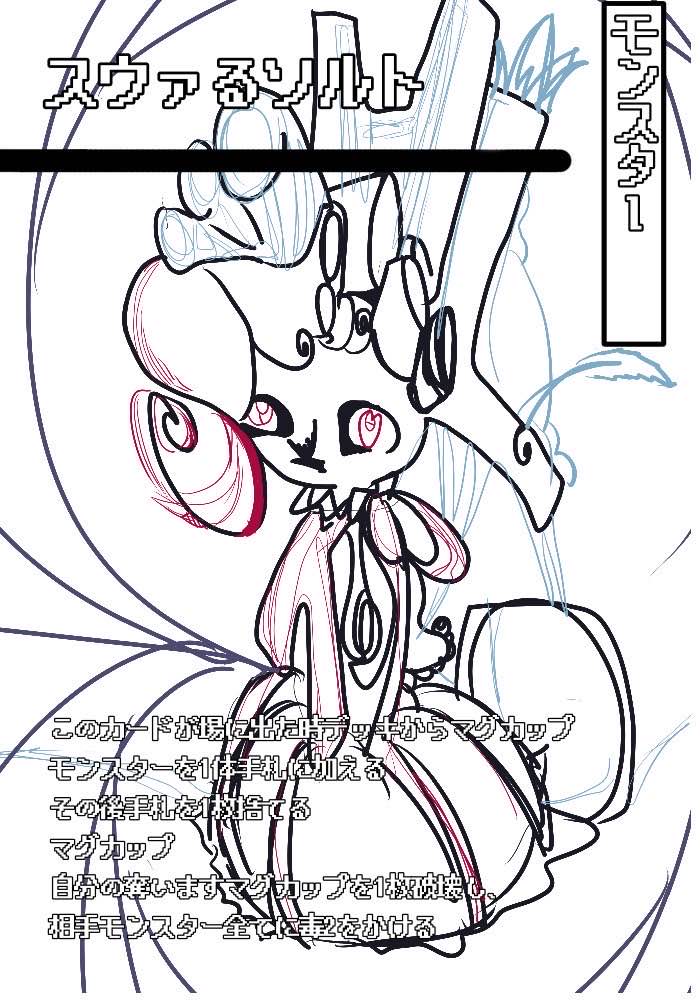 スウァるソルト
モンスター
このカードが場に出た時デッキからマグカップ
モンスターを1体手札に加える
その後手札を1枚捨てる
マグカップ
自分の奪いますマグカップを1枚破壊し、
相手モンスター全てに毒2をかける